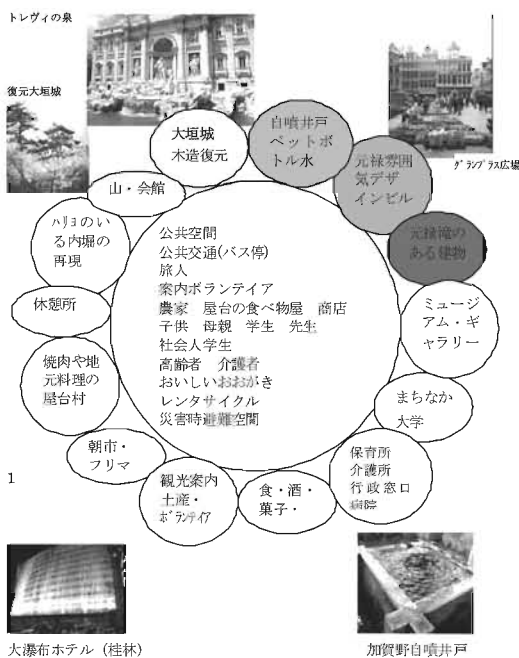 トレヴィの泉
復元大垣城
グランプラス広場
大垣城
木造復元
自噴井戸
ペットボ
トル水
元禄雰囲
気デザ
インビル
元禄滝の
ある建物
山・会館
ハリヨのい
る内堀の
再現
休憩所
焼肉や地
元料理の
屋台村
朝市・
フリマ
観光案内
土産・
ボランテイア
食・酒・
菓子・
保育所
介護所
行政窓口
病院
まちなか
大学
ミュージ
アム・ギ
ャラリー
公共空間
公共交通(バス停)
旅人
案内ボランテイア
農家 屋台の食べ物屋 商店
子供 母親 学生 先生
社会人学生
高齢者 介護者
おいしいおおがき
レンタサイクル
災害時避難空間
1
大瀑布ホテル(桂林)
加賀野自噴井戸